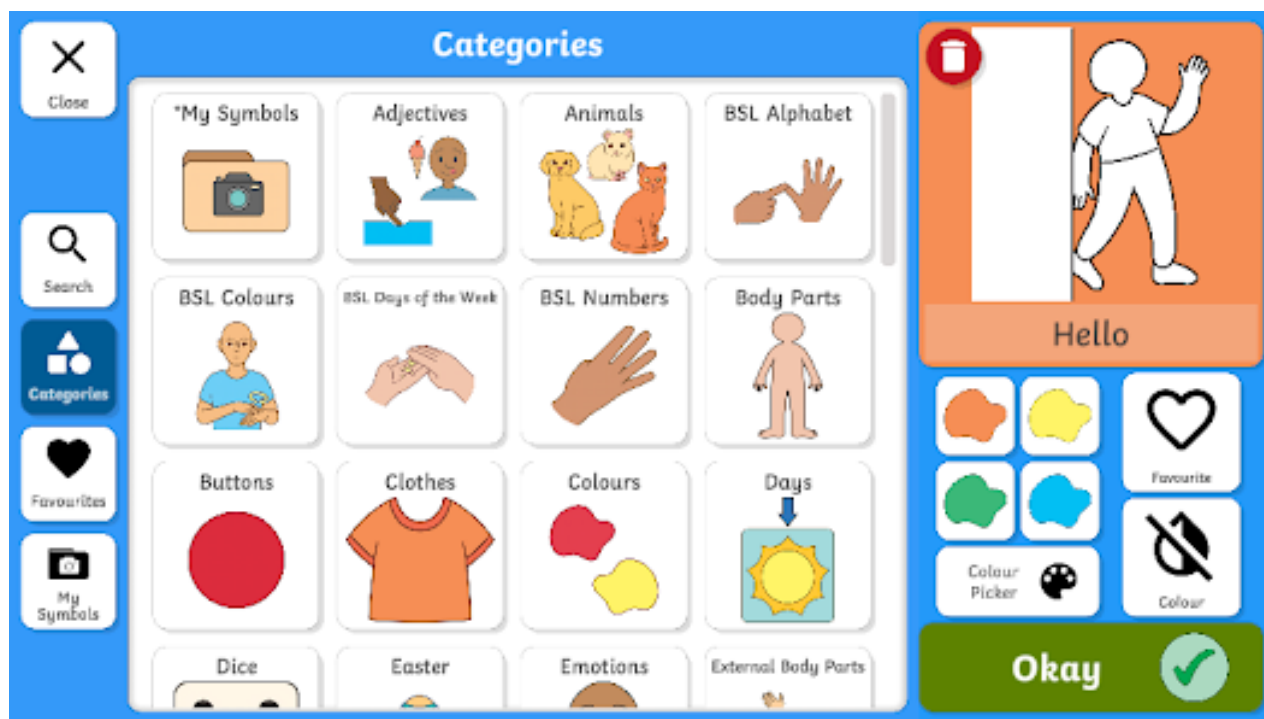 Categories
Close
Search
Categories
Favourites
My
Symbols
*My Symbols
Adjectives
Animals
BSL Alphabet
BSL Colours
BSL Days of the Week
BSL Numbers
Body Parts
Buttons
Clothes
Colours
Days
Dice
Easter
Emotions
External Body Parts
Hello
Favourite
Colour
Picker
Colour
Okay